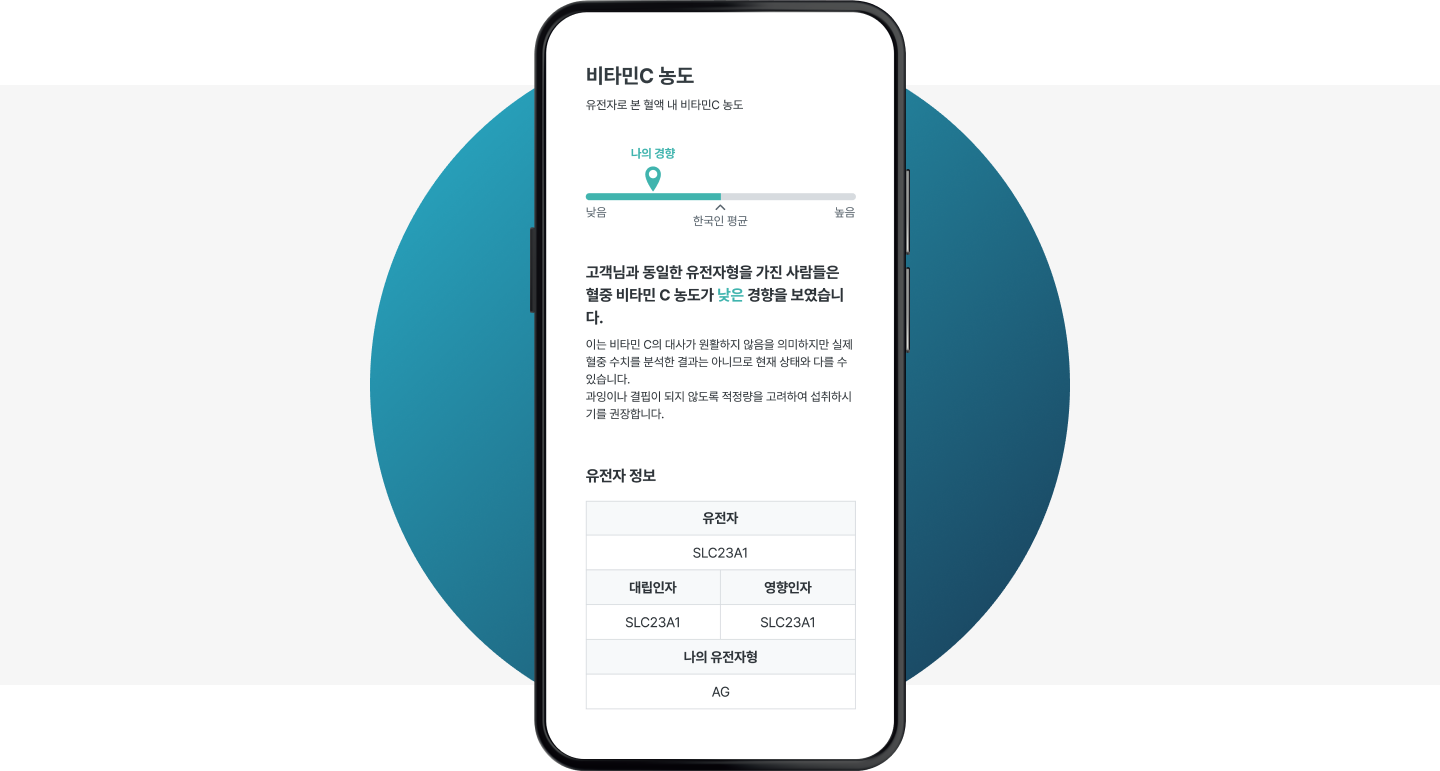 비타민C 농도
유전자로 본 혈액 내 비타민C 농도
나의 경향
낮음
한국인 평균
높음
고객님과 동일한 유전자형을 가진 사람들은
혈중 비타민 C 농도가 낮은 경향을 보였습니
다.
이는 비타민 C의 대사가 원활하지 않음을 의미하지만 실제
혈중 수치를 분석한 결과는 아니므로 현재 상태와 다를 수
있습니다.
과잉이나 결핍이 되지 않도록 적정량을 고려하여 섭취하시
기를 권장합니다.
유전자 정보
유전자
SLC23A1
대립인자 영향인자
SLC23A1 SLC23A1
나의 유전자형
AG